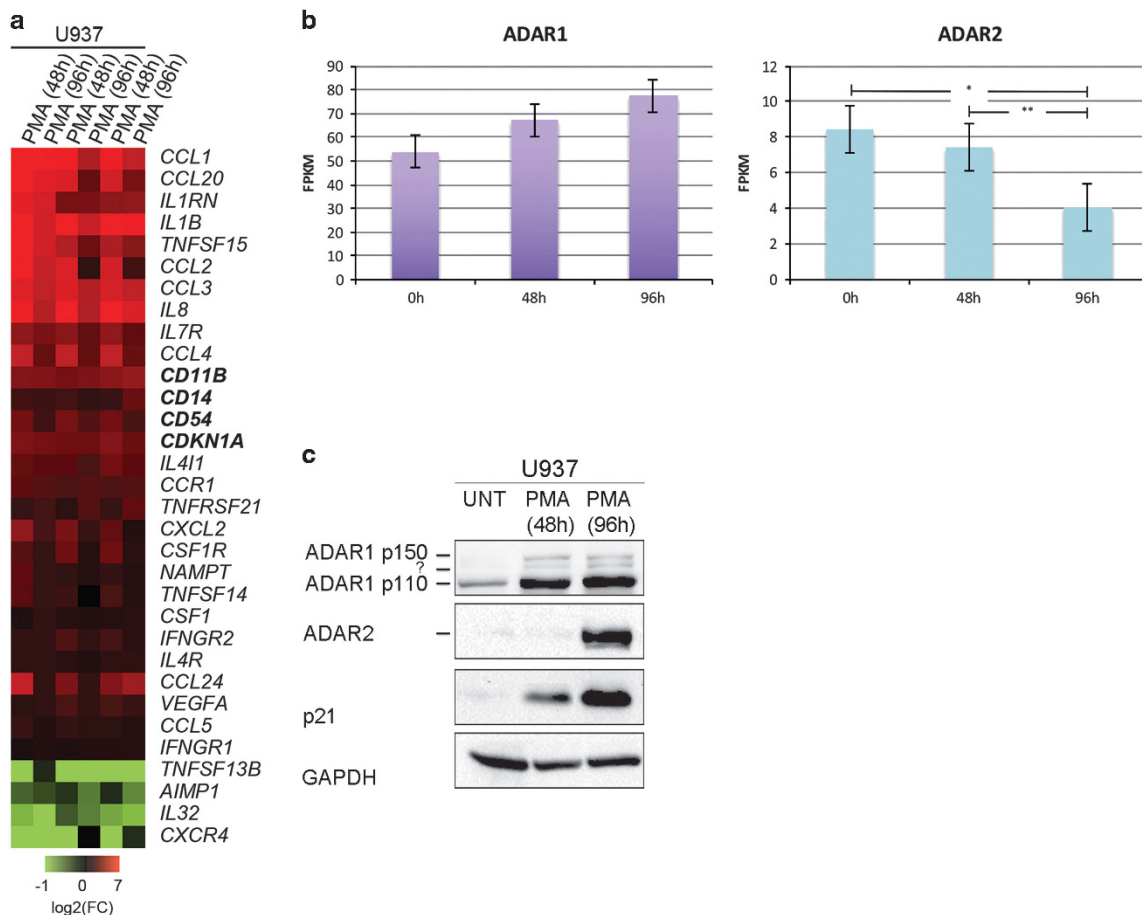 a
U937
PMA (48h)
PMA (96h)
PMA (48h)
PMA (96h)
PMA (48h)
PMA (96h)
CCL1
CCL20
IL1RN
IL1B
TNFSF15
CCL2
CCL3
IL8
IL7R
CCL4
CD11B
CD14
CD54
CDKN1A
IL4I1
CCR1
TNFRSF21
CXCL2
CSF1R
NAMPT
TNFSF14
CSF1
IFNGR2
IL4R
CCL24
VEGFA
CCL5
IFNGR1
TNFSF13B
AIMP1
IL32
CXCR4
-1 0 7
log2(FC)
b
ADAR1
FPKM
90
80
70
60
50
40
30
20
10
0
0h 48h 96h
ADAR2
FPKM
12
10
8
6
4
2
0
*
**
0h 48h 96h
c
U937
UNT PMA PMA
(48h) (96h)
ADAR1 p150
?
ADAR1 p110
ADAR2
p21
GAPDH